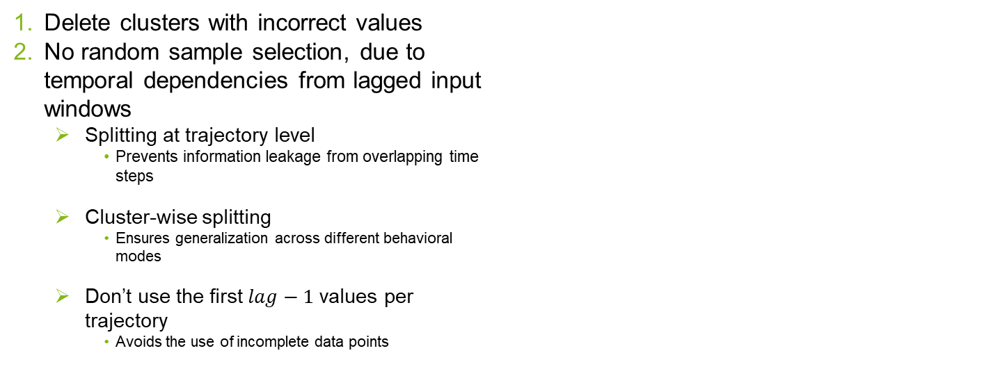 1. Delete clusters with incorrect values
2. No random sample selection, due to
temporal dependencies from lagged input
windows
➢ Splitting at trajectory level
• Prevents information leakage from overlapping time
steps
➢ Cluster-wise splitting
• Ensures generalization across different behavioral
modes
➢ Don’t use the first lag − 1 values per
trajectory
• Avoids the use of incomplete data points